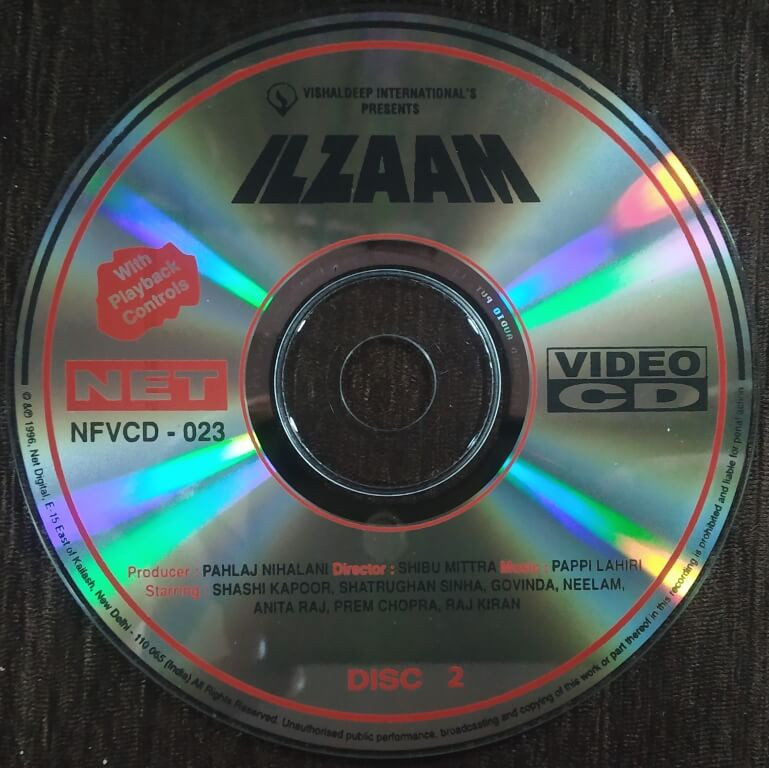 VISHALDEEP INTERNATIONAL'S
PRESENTS
ILZAAM
With
Playback
Controls
NET
NFVCD - 023
VIDEO
CD
Producer : PAHLAJ NIHALANI Director : SHIBU MITTRA Music : PAPPI LAHIRI
Starring : SHASHI KAPOOR, SHATRUGHAN SINHA, GOVINDA, NEELAM,
ANITA RAJ, PREM CHOPRA, RAJ KIRAN
DISC 2
© &℗ 1996, Net Digital, E-15 East of Kailash, New Delhi - 110 065 (India) All Rights Reserved. Unauthorised public performance, broadcasting and copying of this work or part thereof in this recording is prohibited and liable for penal action